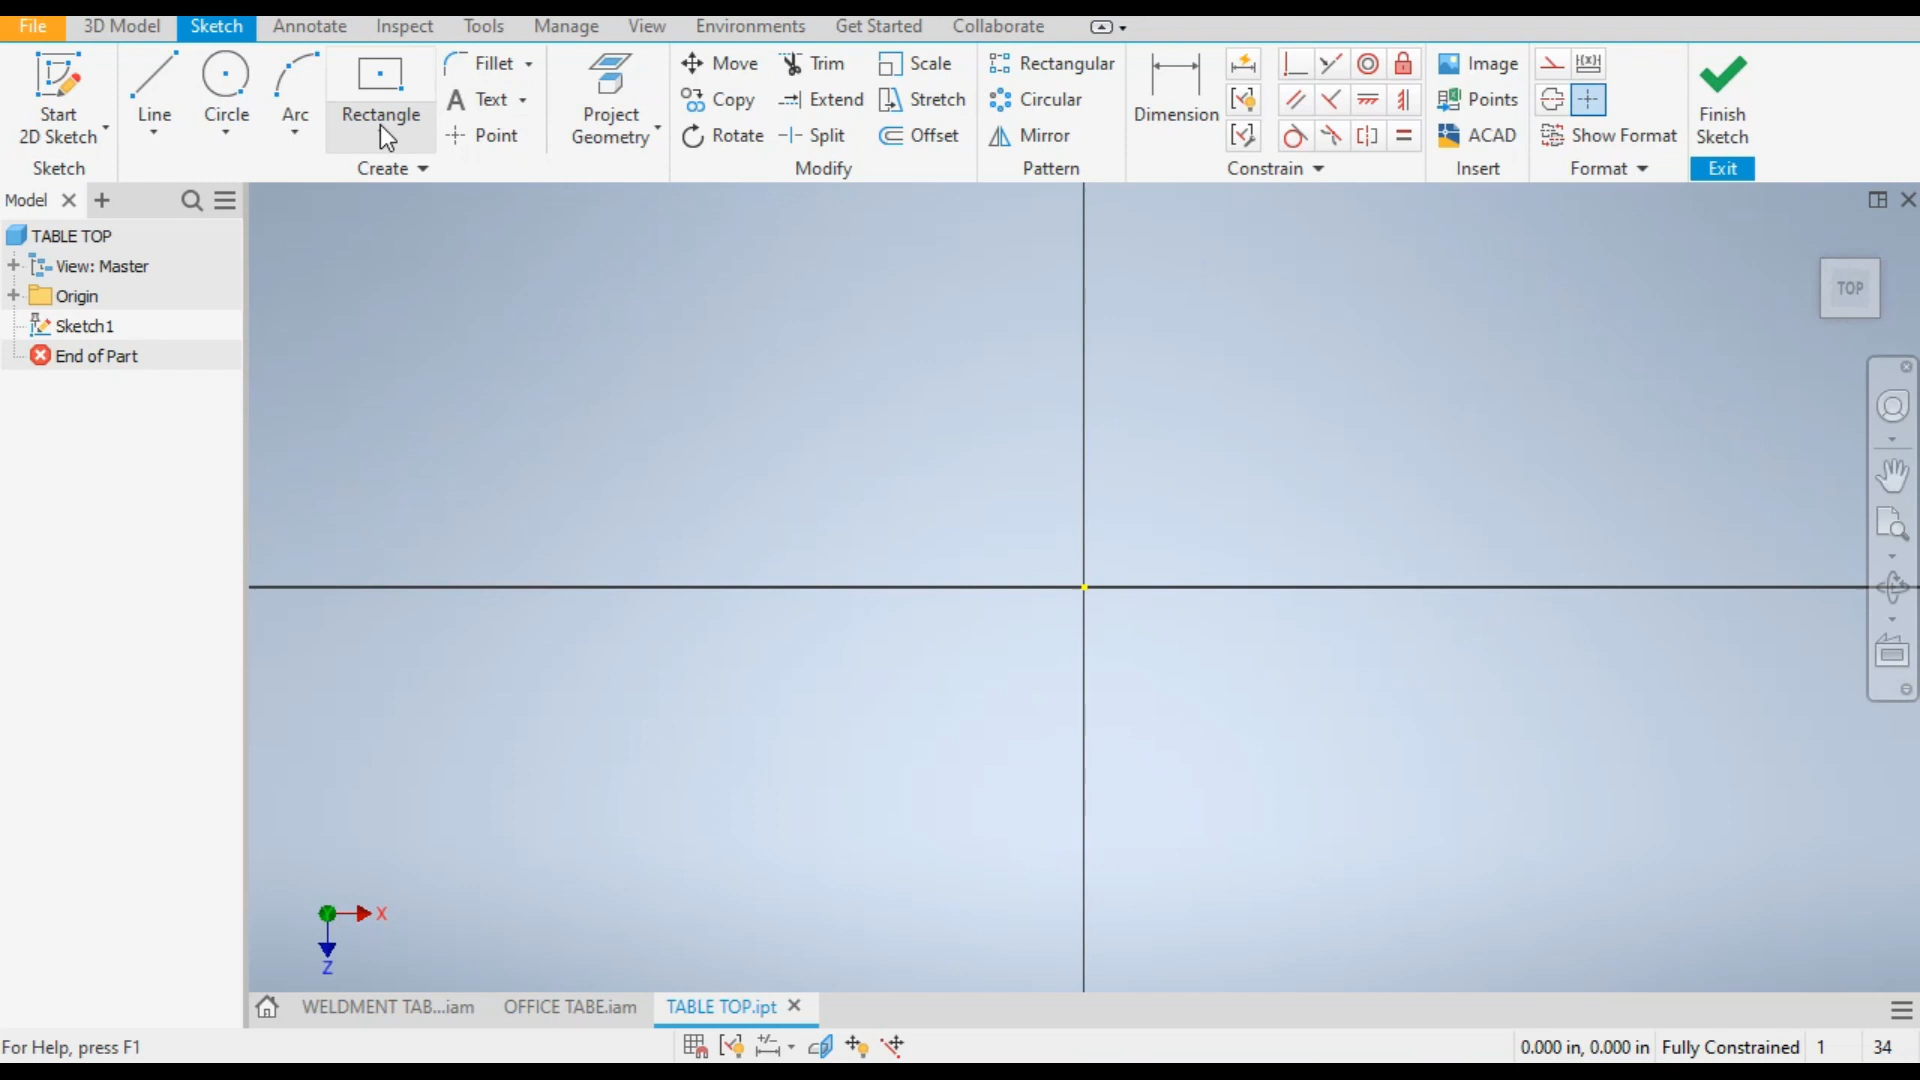 File 3D Model Sketch Annotate Inspect Tools Manage View Environments Get Started Collaborate
Start
2D Sketch
Line
Circle
Arc
Rectangle
Fillet
Text
Point
Project
Geometry
Move
Copy
Rotate
Trim
Extend
Split
Scale
Stretch
Offset
Rectangular
Circular
Mirror
Dimension
Image
Points
ACAD
Show Format
Finish
Sketch
Sketch Create Modify Pattern Constrain Insert Format Exit
Model
TABLE TOP
View: Master
Origin
Sketch1
End of Part
TOP
X
Z
WELDMENT TAB...iam OFFICE TABE.iam TABLE TOP.ipt
For Help, press F1
0.000 in, 0.000 in Fully Constrained 1 34